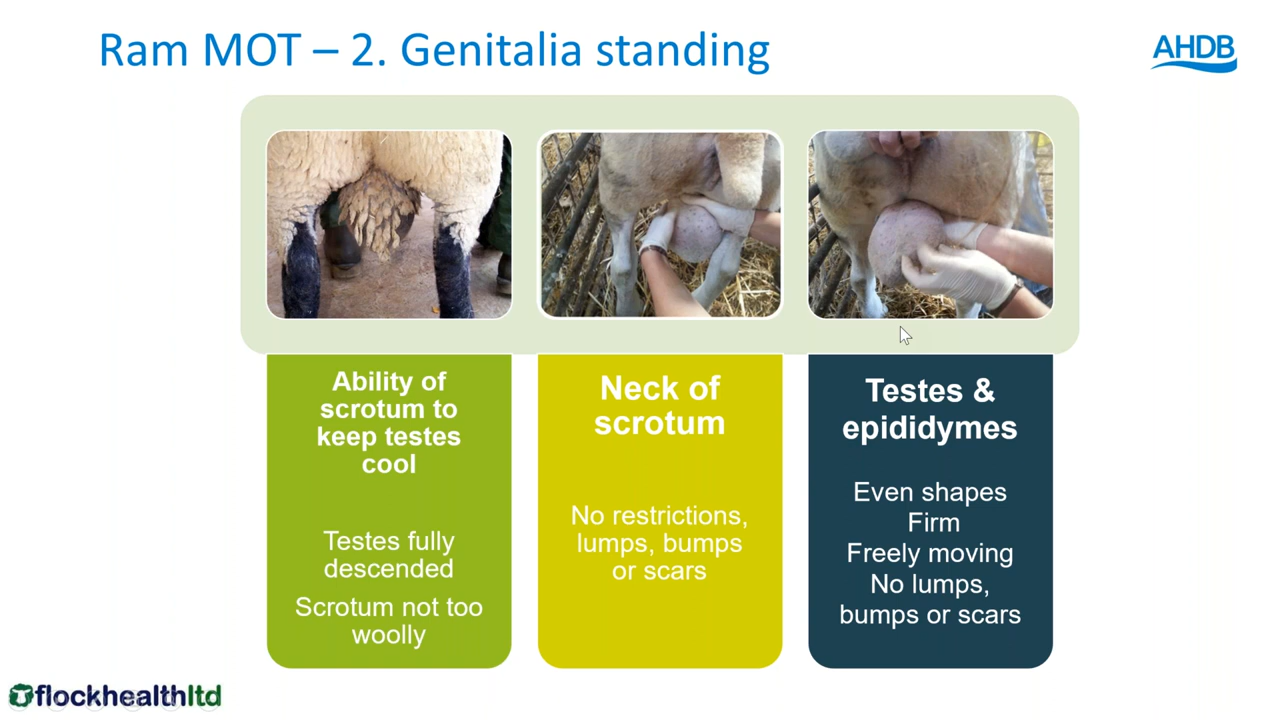 Ram MOT – 2. Genitalia standing
AHDB
Ability of
scrotum to
keep testes
cool
Testes fully
descended
Scrotum not too
woolly
Neck of
scrotum
No restrictions,
lumps, bumps
or scars
Testes &
epididymes
Even shapes
Firm
Freely moving
No lumps,
bumps or scars
flockhealthltd